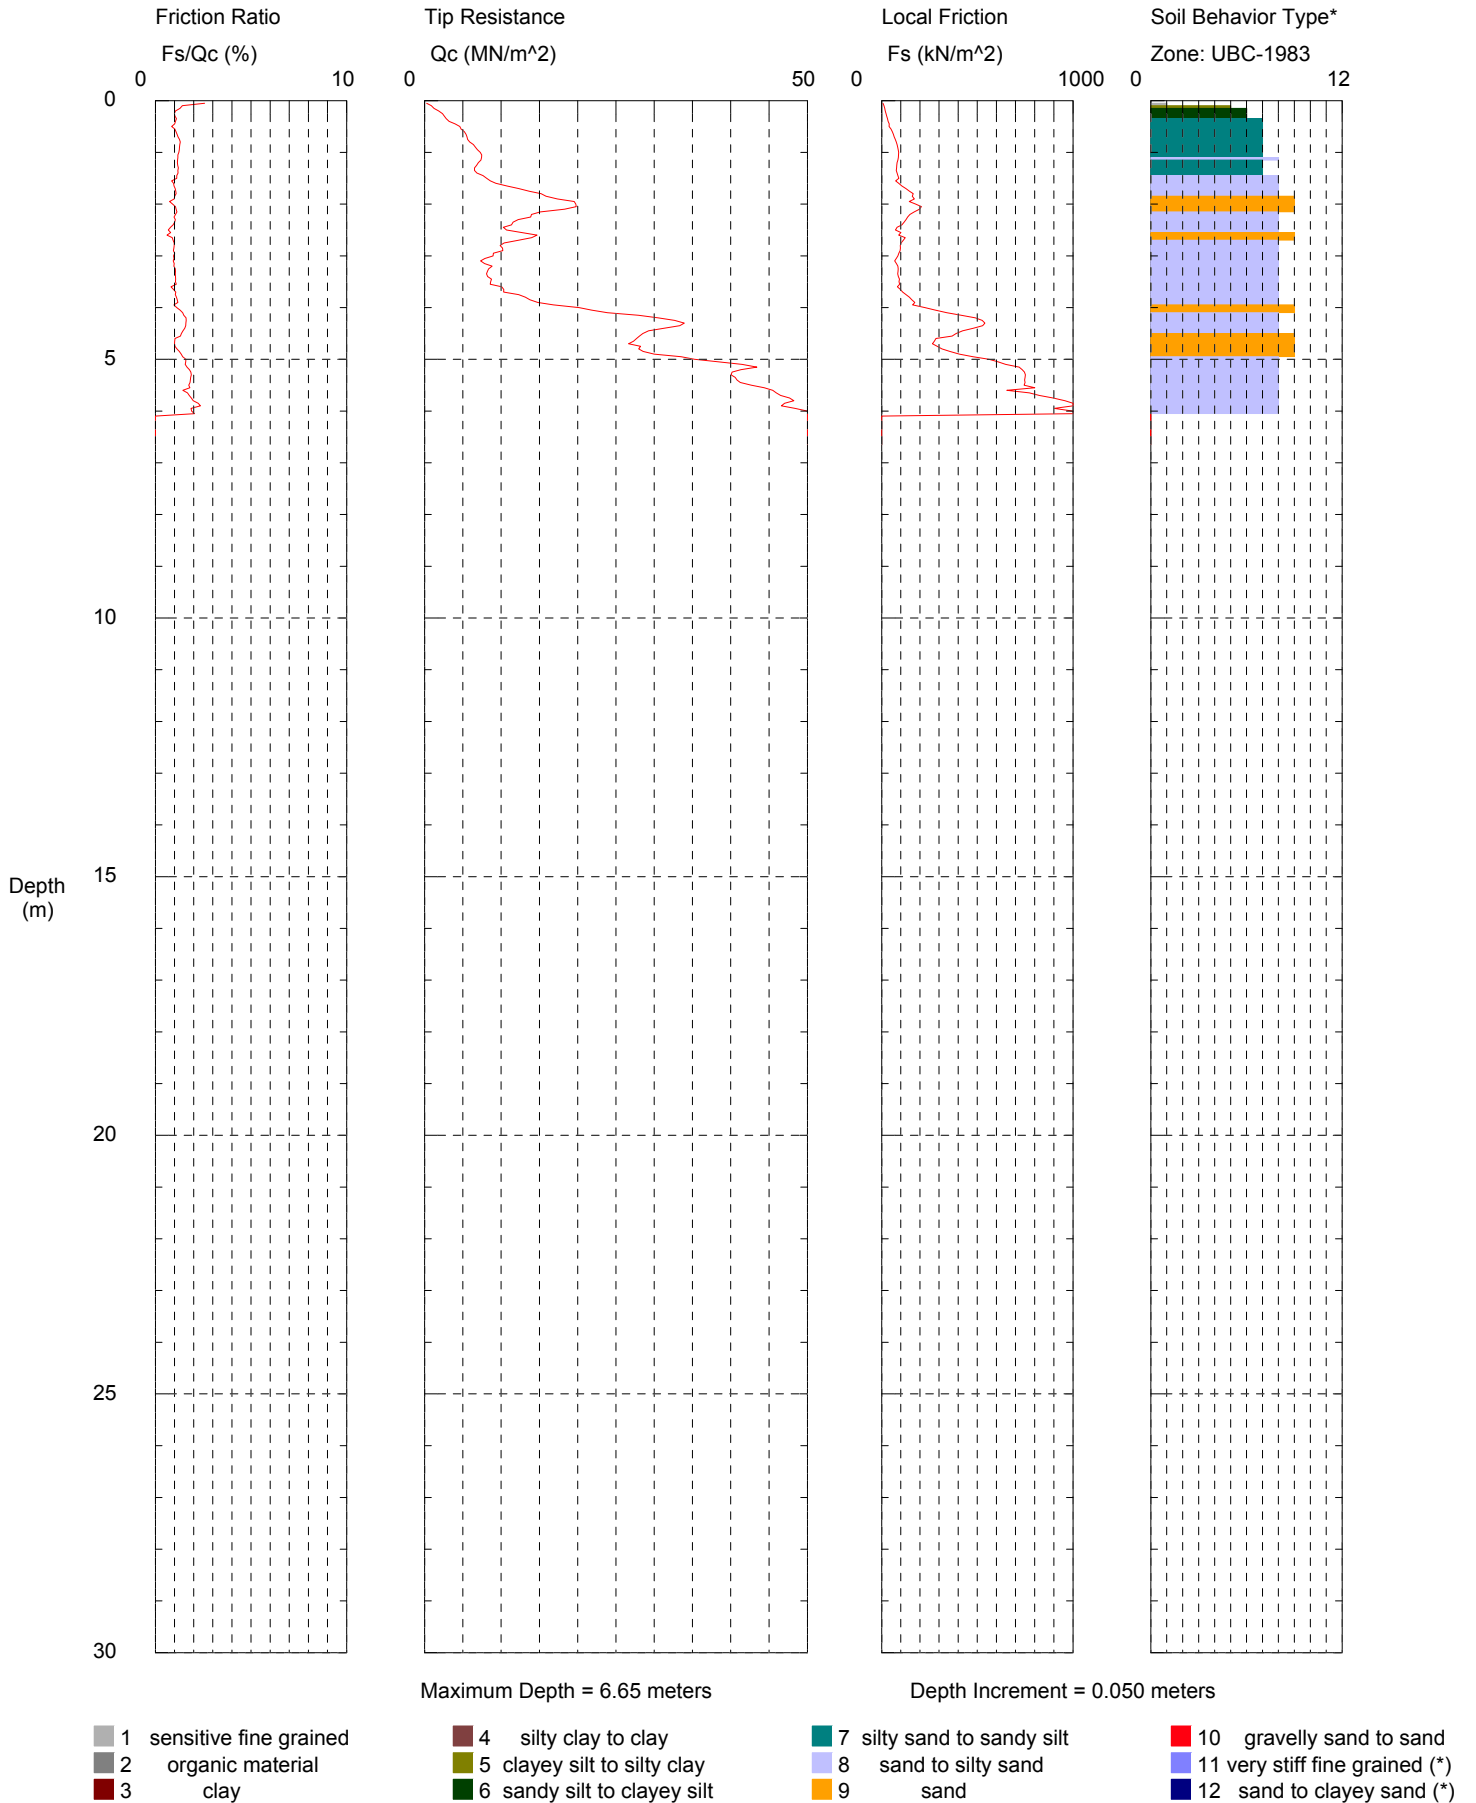 Friction Ratio Tip Resistance Local Friction Soil Behavior Type*
Fs/Qc (%) Qc (MN/m^2) Fs (kN/m^2) Zone: UBC-1983
0 10 0 50 0 1000 0 12
0
5
10
15
Depth
(m)
20
25
30
Maximum Depth = 6.65 meters Depth Increment = 0.050 meters
1 sensitive fine grained 4 silty clay to clay 7 silty sand to sandy silt 10 gravelly sand to sand
2 organic material 5 clayey silt to silty clay 8 sand to silty sand 11 very stiff fine grained (*)
3 clay 6 sandy silt to clayey silt 9 sand 12 sand to clayey sand (*)